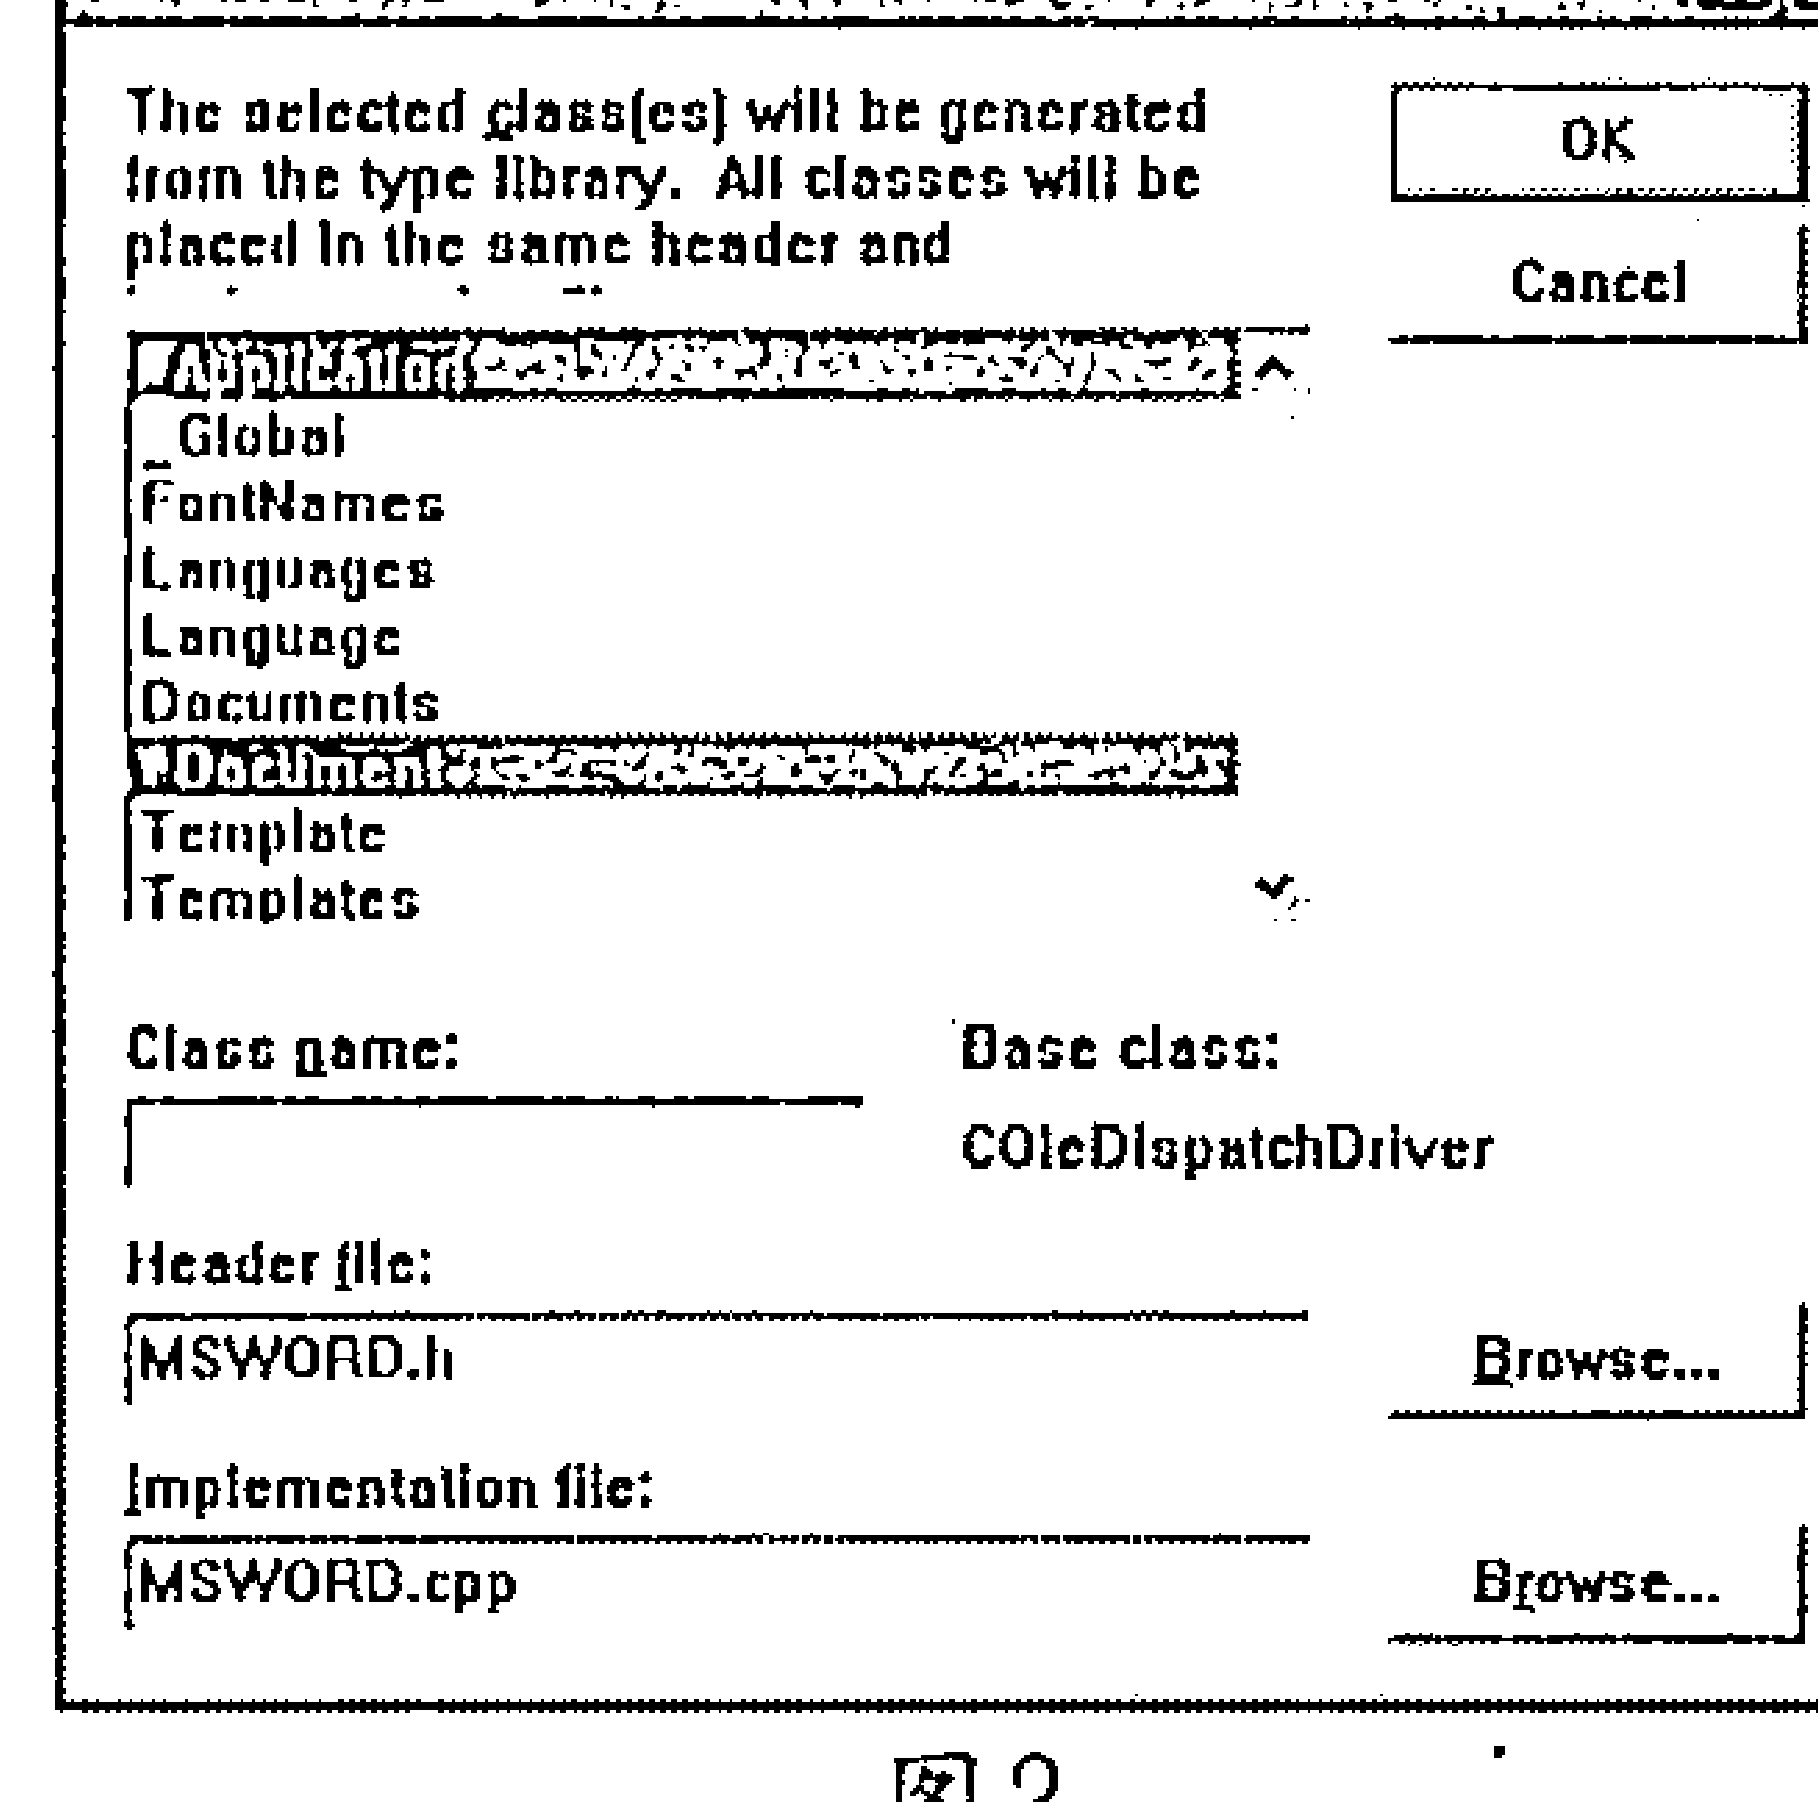 The selected class(es) will be generated
from the type library.  All classes will be
placed in the same header and
OK
Cancel
_Application
_Global
FontNames
Languages
Language
Documents
_Document
Template
Templates
Class name:
Base class:
COleDispatchDriver
Header file:
MSWORD.h
Browse...
Implementation file:
MSWORD.cpp
Browse...